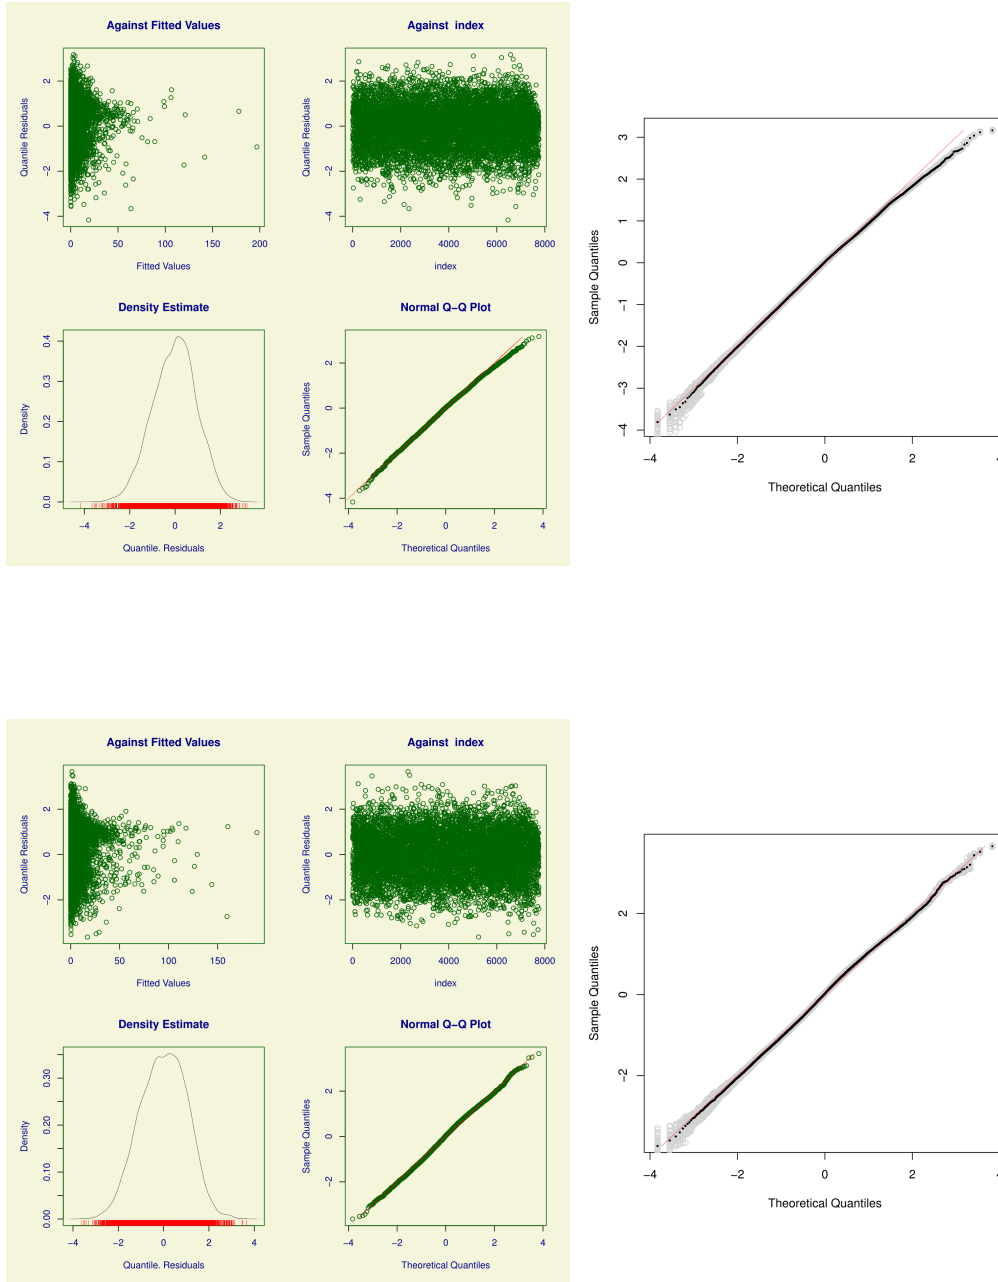 Against Fitted Values
Quantile Residuals
2
0
−2
−4
0 50 100 150 200
Fitted Values
Against index
Quantile Residuals
2
0
−2
−4
0 2000 4000 6000 8000
index
Density Estimate
Density
0.4
0.3
0.2
0.1
0.0
−4 −2 0 2
Quantile. Residuals
Normal Q−Q Plot
Sample Quantiles
2
0
−2
−4
−4 −2 0 2 4
Theoretical Quantiles
Sample Quantiles
3
2
1
0
−1
−2
−3
−4
−4 −2 0 2 4
Theoretical Quantiles
Against Fitted Values
Quantile Residuals
2
0
−2
0 50 100 150
Fitted Values
Against index
Quantile Residuals
2
0
−2
0 2000 4000 6000 8000
index
Density Estimate
Density
0.30
0.20
0.10
0.00
−4 −2 0 2 4
Quantile. Residuals
Normal Q−Q Plot
Sample Quantiles
2
0
−2
−4 −2 0 2 4
Theoretical Quantiles
Sample Quantiles
2
0
−2
−4 −2 0 2 4
Theoretical Quantiles